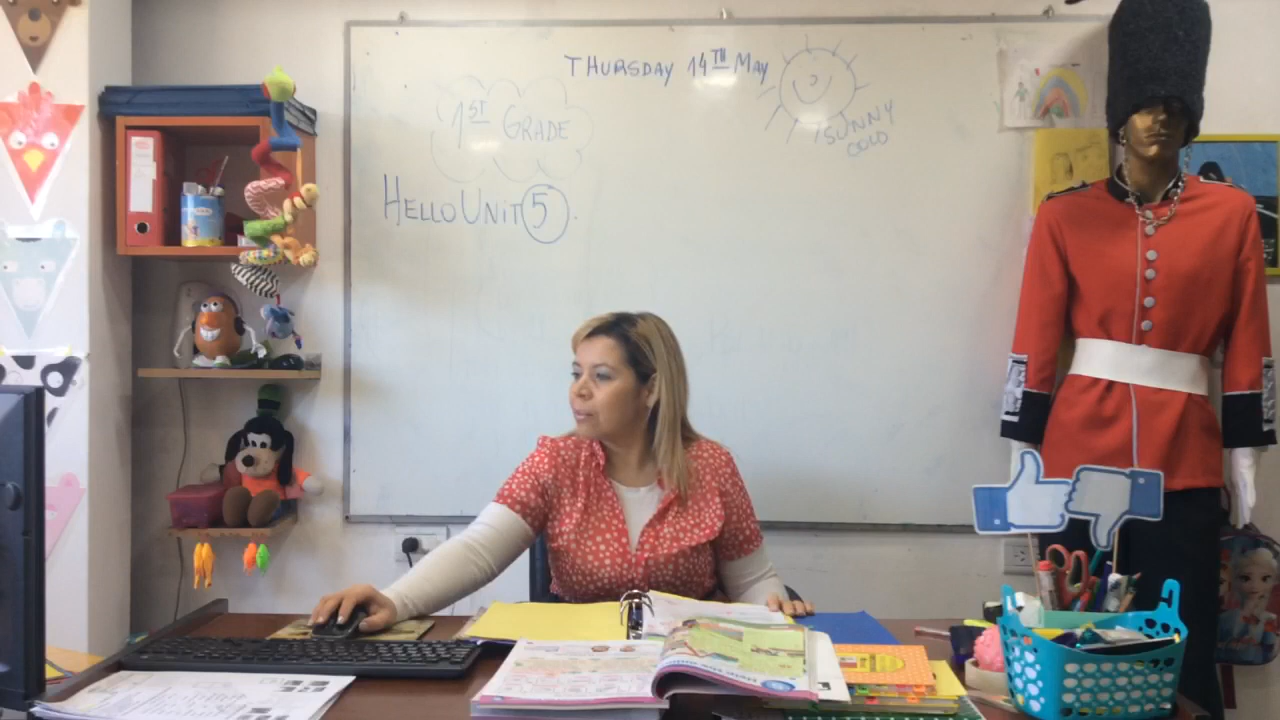 THURSDAY 14TH MAY
1ST GRADE
SUNNY
COLD
HELLO UNIT 5.